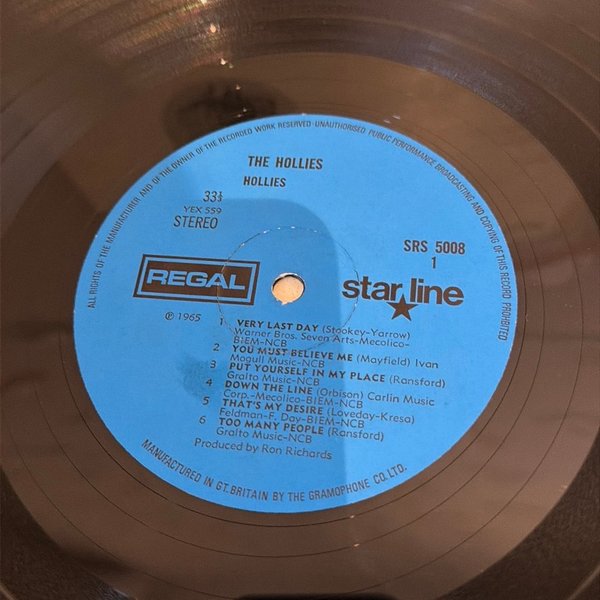 ALL RIGHTS OF THE MANUFACTURER AND OF THE OWNER OF THE RECORDED WORK RESERVED UNAUTHORISED PUBLIC PERFORMANCE BROADCASTING AND COPYING OF THIS RECORD PROHIBITED
THE HOLLIES
HOLLIES
33⅓
YEX 559
STEREO
SRS 5008
1
REGAL
star line
℗ 1965
1 VERY LAST DAY (Stookey-Yarrow)
Warner Bros. Seven Arts-Mecolico-
BIEM-NCB
2 YOU MUST BELIEVE ME (Mayfield) Ivan
Mogull Music-NCB
3 PUT YOURSELF IN MY PLACE (Ransford)
Gralto Music-NCB
4 DOWN THE LINE (Orbison) Carlin Music
Corp.-Mecolico-BIEM-NCB
5 THAT'S MY DESIRE (Loveday-Kresa)
Feldman-F. Day-BIEM-NCB
6 TOO MANY PEOPLE (Ransford)
Gralto Music-NCB
Produced by Ron Richards
MANUFACTURED IN GT. BRITAIN BY THE GRAMOPHONE CO. LTD.